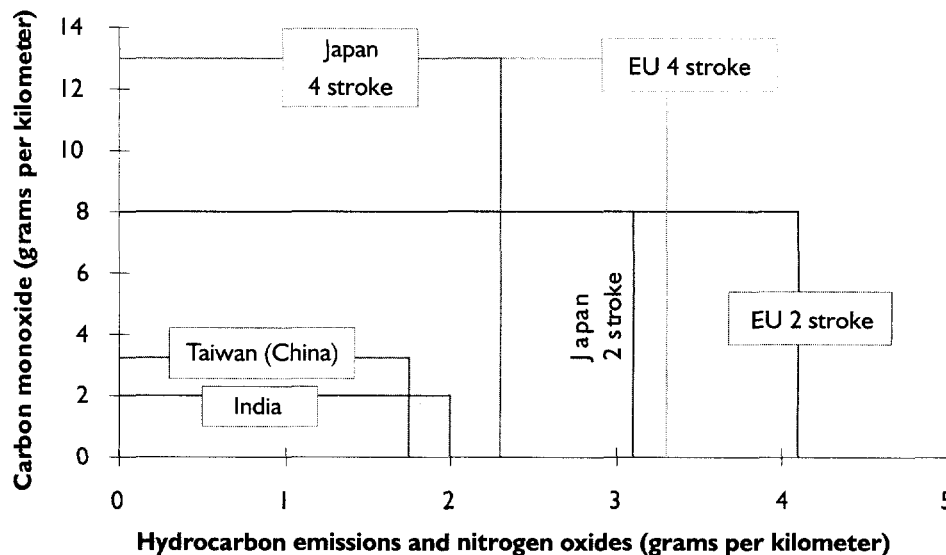 Carbon monoxide (grams per kilometer)
14
12
10
8
6
4
2
0
Japan
4 stroke
EU 4 stroke
Japan
2 stroke
EU 2 stroke
Taiwan (China)
India
0
1
2
3
4
5
Hydrocarbon emissions and nitrogen oxides (grams per kilometer)